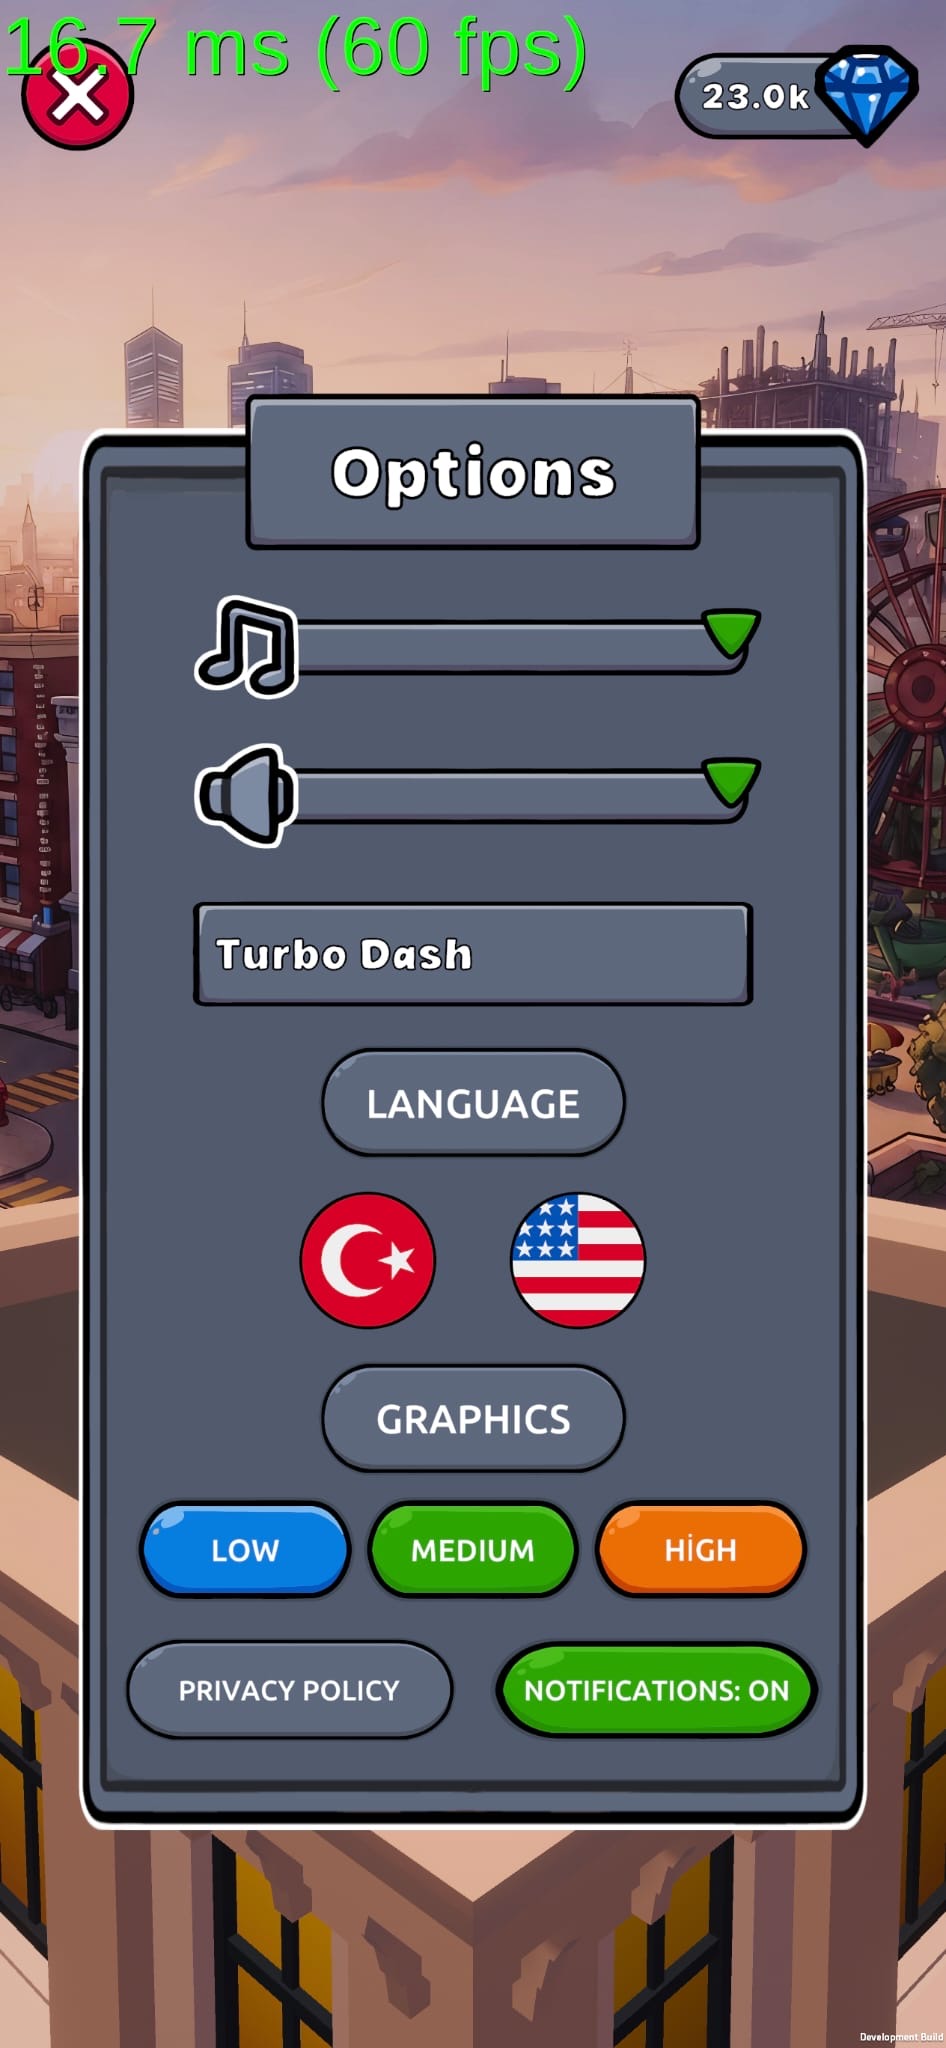 16.7 ms (60 fps)
23.0k
Options
Turbo Dash
LANGUAGE
GRAPHICS
LOW
MEDIUM
HİGH
PRIVACY POLICY
NOTIFICATIONS: ON
Development Build